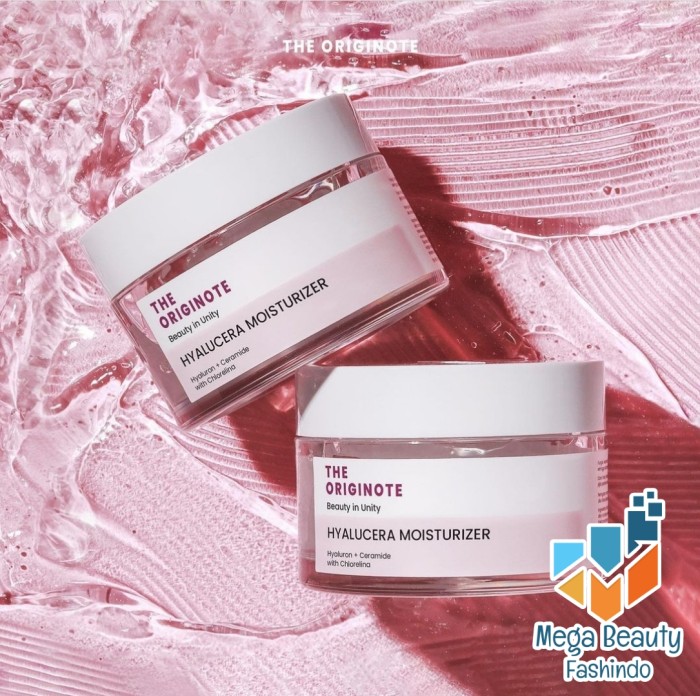 THE ORIGINOTE
THE
ORIGINOTE
Beauty in Unity
HYALUCERA MOISTURIZER
Hyaluron + Ceramide
with Chlorelina
THE
ORIGINOTE
Beauty in Unity
HYALUCERA MOISTURIZER
Hyaluron + Ceramide
with Chlorelina
Mega Beauty
Fashindo